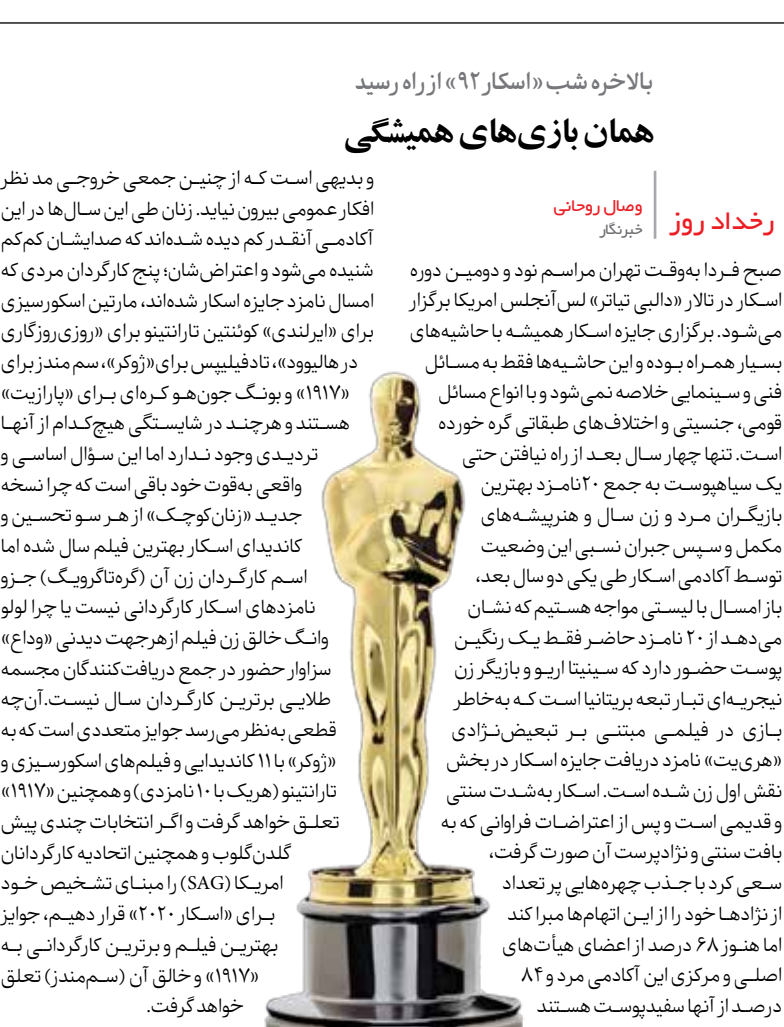 بالاخره شب «اسکار ۹۲» از راه رسید
همان بازی‌های همیشگی
رخداد روز
وصال روحانی
خبرنگار
صبح فردا به‌وقت تهران مراسم نود و دومین دوره
اسکار در تالار «دالبی تیاتر» لس‌آنجلس امریکا برگزار
می‌شود. برگزاری جایزه اسکار همیشه با حاشیه‌های
بسیار همراه بوده و این حاشیه‌ها فقط به مسائل
فنی و سینمایی خلاصه نمی‌شود و با انواع مسائل
قومی، جنسیتی و اختلاف‌های طبقاتی گره خورده
است. تنها چهار سال بعد از راه نیافتن حتی
یک سیاهپوست به جمع ۲۰نامزد بهترین
بازیگران مرد و زن سال و هنرپیشه‌های
مکمل و سپس جبران نسبی این وضعیت
توسط آکادمی اسکار طی یکی دو سال بعد،
باز امسال با لیستی مواجه هستیم که نشان
می‌دهد از ۲۰ نامزد حاضر فقط یک رنگین
پوست حضور دارد که سینیتا اریو و بازیگر زن
نیجریه‌ای تبار تبعه بریتانیا است که به‌خاطر
بازی در فیلمی مبتنی بر تبعیض‌نژادی
«هری‌یت» نامزد دریافت جایزه اسکار در بخش
نقش اول زن شده است. اسکار به‌شدت سنتی
و قدیمی است و پس از اعتراضات فراوانی که به
بافت سنتی و نژادپرست آن صورت گرفت،
سعی کرد با جذب چهره‌هایی پر تعداد
از نژادها خود را از این اتهام‌ها مبرا کند
اما هنوز ۶۸ درصد از اعضای هیأت‌های
اصلی و مرکزی این آکادمی مرد و ۸۴
درصد از آنها سفیدپوست هستند
و بدیهی است که از چنین جمعی خروجی مد نظر
افکار عمومی بیرون نیاید. زنان طی این سال‌ها در این
آکادمی آنقدر کم دیده شده‌اند که صدایشان کم‌کم
شنیده می‌شود و اعتراض‌شان؛ پنج کارگردان مردی که
امسال نامزد جایزه اسکار شده‌اند، مارتین اسکورسیزی
برای «ایرلندی» کوئنتین تارانتینو برای «روزی‌روزگاری
در هالیوود»، تادفیلیپس برای«ژوکر»، سم مندز برای
«۱۹۱۷» و بونگ جون‌هو کره‌ای برای «پارازیت»
هستند و هرچند در شایستگی هیچ‌کدام از آنها
تردیدی وجود ندارد اما این سؤال اساسی و
واقعی به‌قوت خود باقی است که چرا نسخه
جدید «زنان کوچک» از هر سو تحسین و
کاندیدای اسکار بهترین فیلم سال شده اما
اسم کارگردان زن آن (گره‌تاگرویگ) جزو
نامزدهای اسکار کارگردانی نیست یا چرا لولو
وانگ خالق زن فیلم ازهرجهت دیدنی «وداع»
سزاوار حضور در جمع دریافت‌کنندگان مجسمه
طلایی برترین کارگردان سال نیست.آن‌چه
قطعی به‌نظر می‌رسد جوایز متعددی است که به
«ژوکر» با ۱۱ کاندیدایی و فیلم‌های اسکورسیزی و
تارانتینو (هریک با ۱۰ نامزدی) و همچنین «۱۹۱۷»
تعلق خواهد گرفت و اگر انتخابات چندی پیش
گلدن‌گلوب و همچنین اتحادیه کارگردانان
امریکا (SAG) را مبنای تشخیص خود
برای «اسکار ۲۰۲۰» قرار دهیم، جوایز
بهترین فیلم و برترین کارگردانی به
«۱۹۱۷» و خالق آن (سم‌مندز) تعلق
خواهد گرفت.